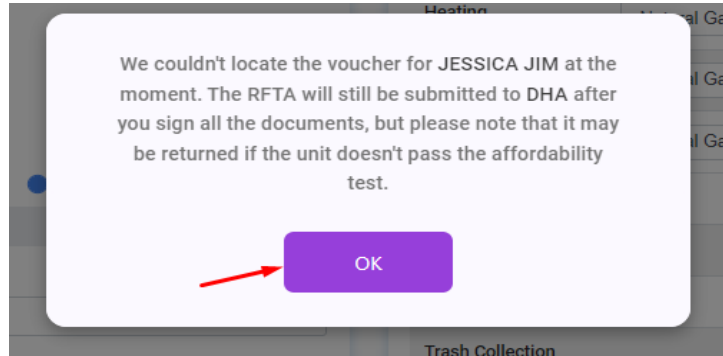 Heating
We couldn't locate the voucher for JESSICA JIM at the
moment. The RFTA will still be submitted to DHA after
you sign all the documents, but please note that it may
be returned if the unit doesn't pass the affordability
test.
OK
Trash Collection